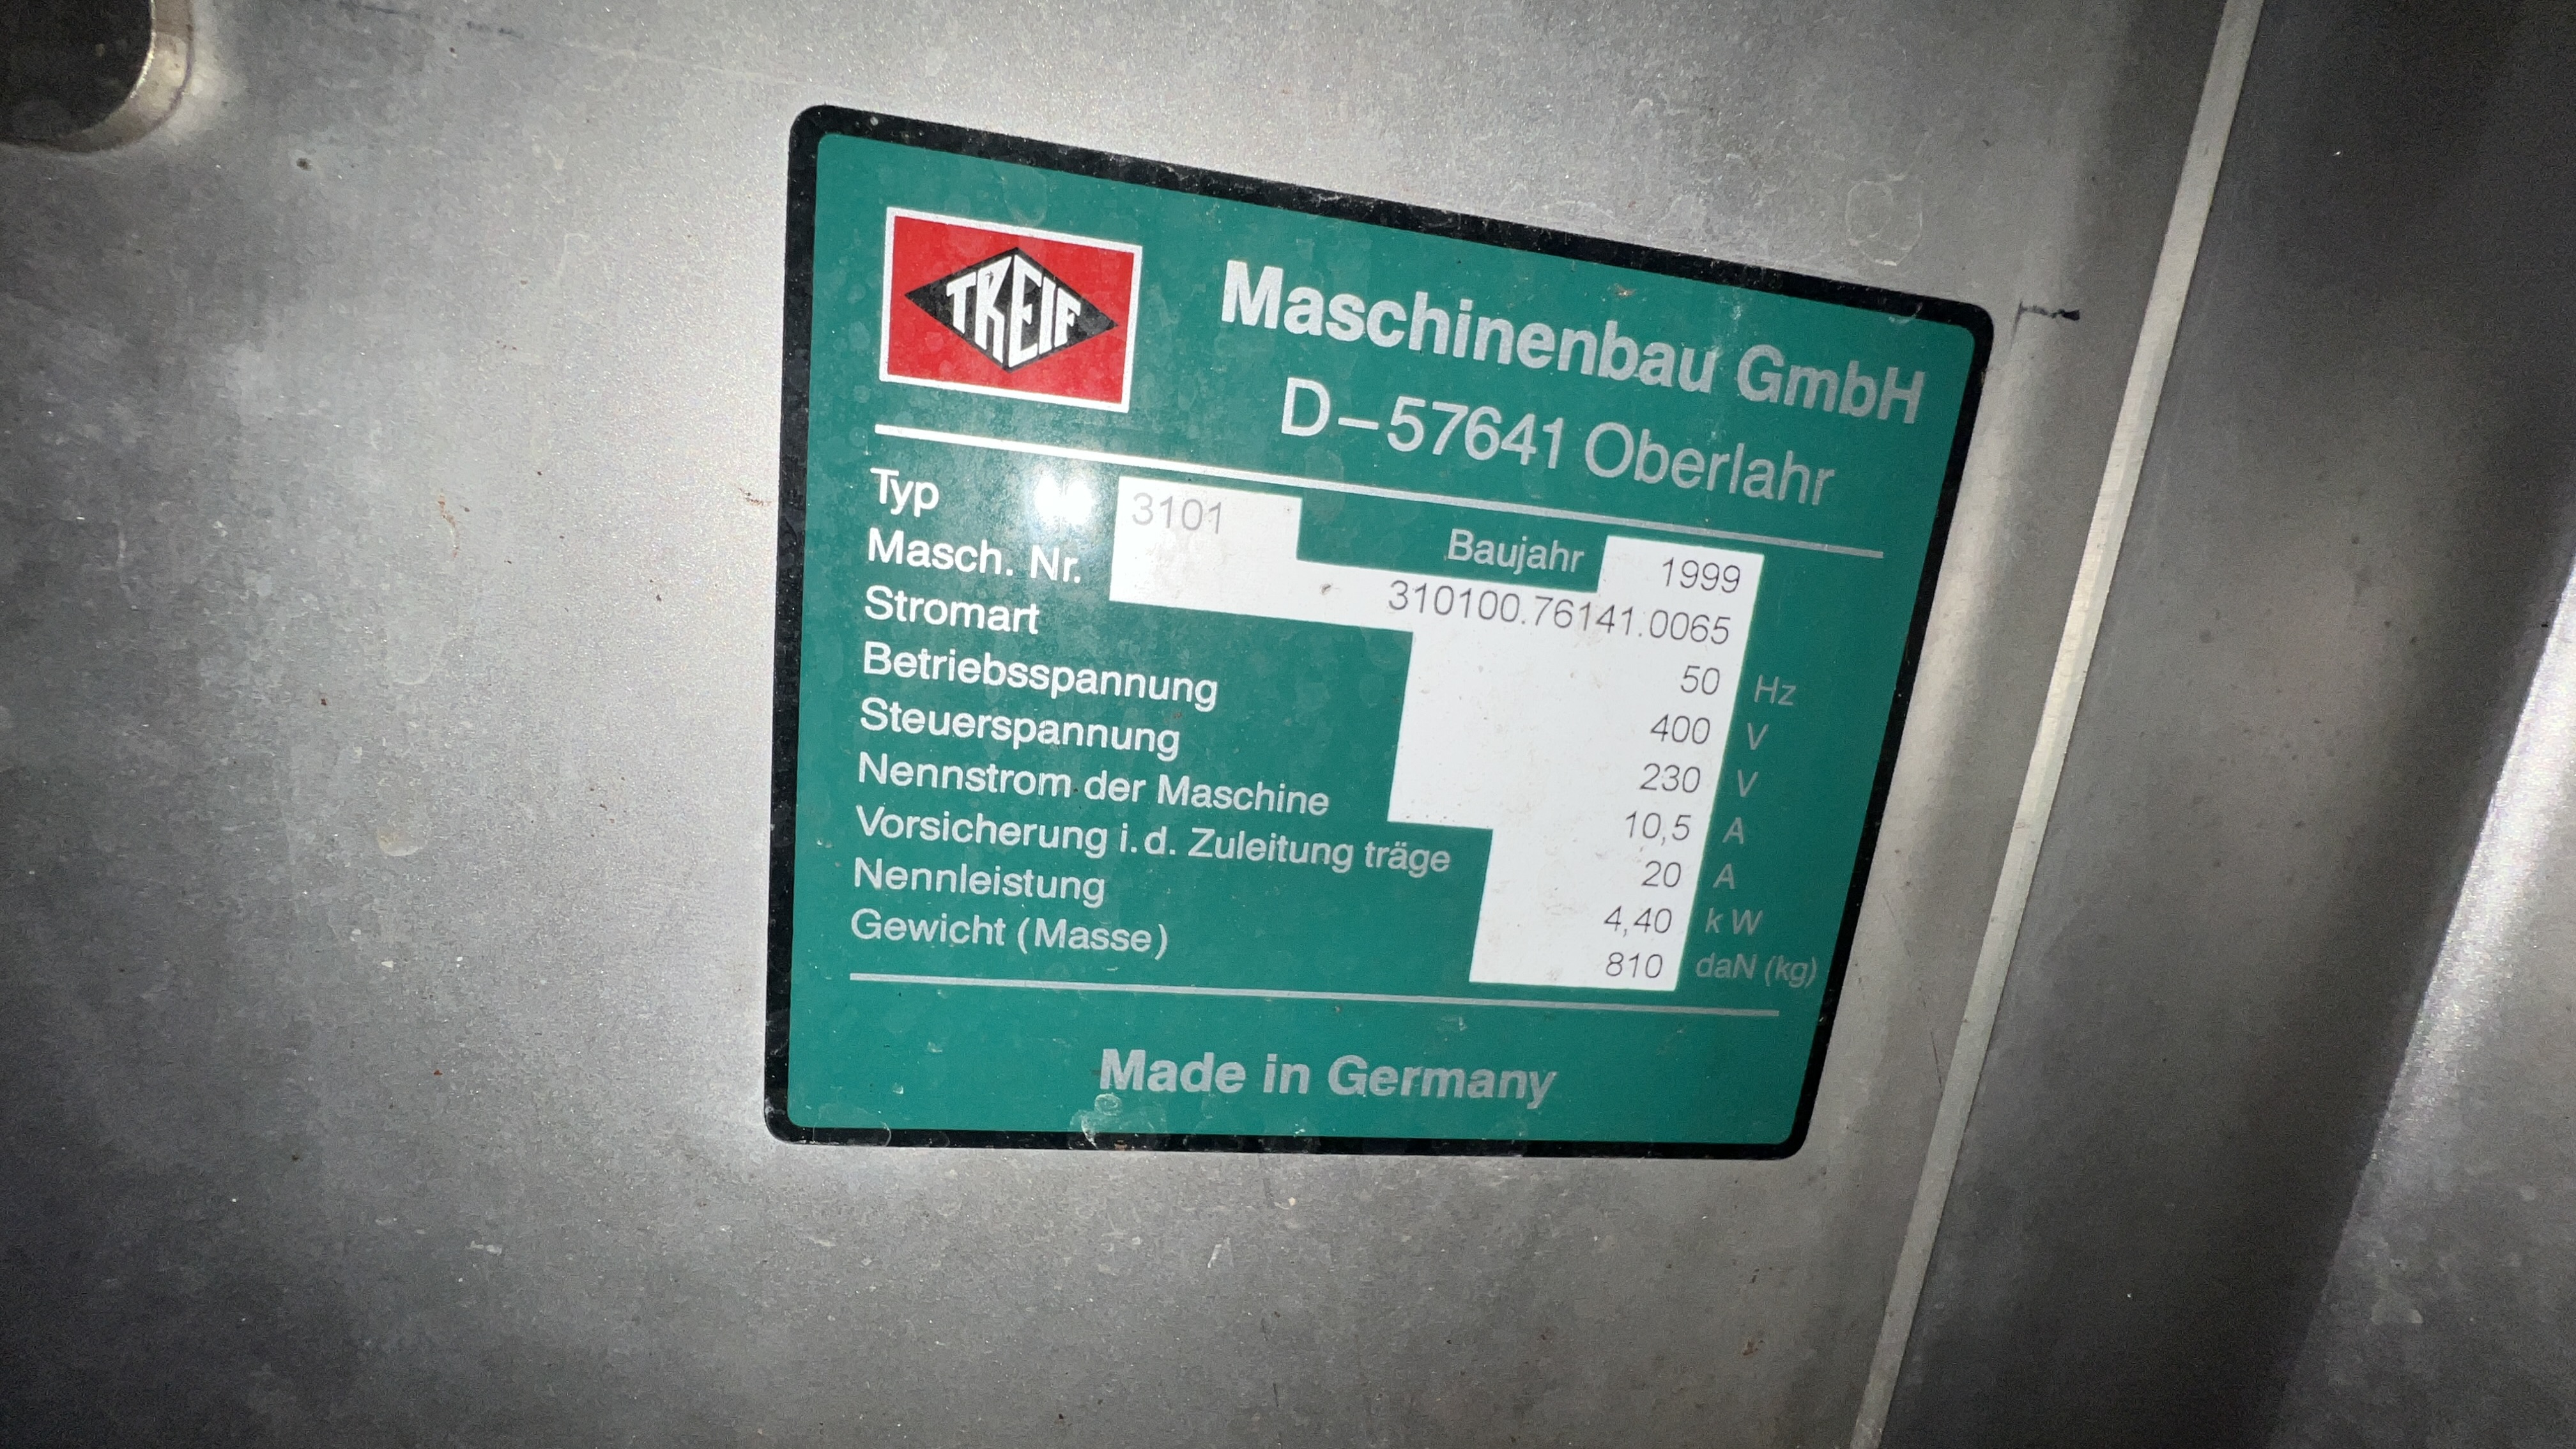 TREIF
Maschinenbau GmbH
D-57641 Oberlahr
Typ 3101 Baujahr 1999
Masch. Nr. 310100.76141.0065
Stromart 50 Hz
Betriebsspannung 400 V
Steuerspannung 230 V
Nennstrom der Maschine 10,5 A
Vorsicherung i.d. Zuleitung träge 20 A
Nennleistung 4,40 kW
Gewicht (Masse) 810 daN (kg)
Made in Germany